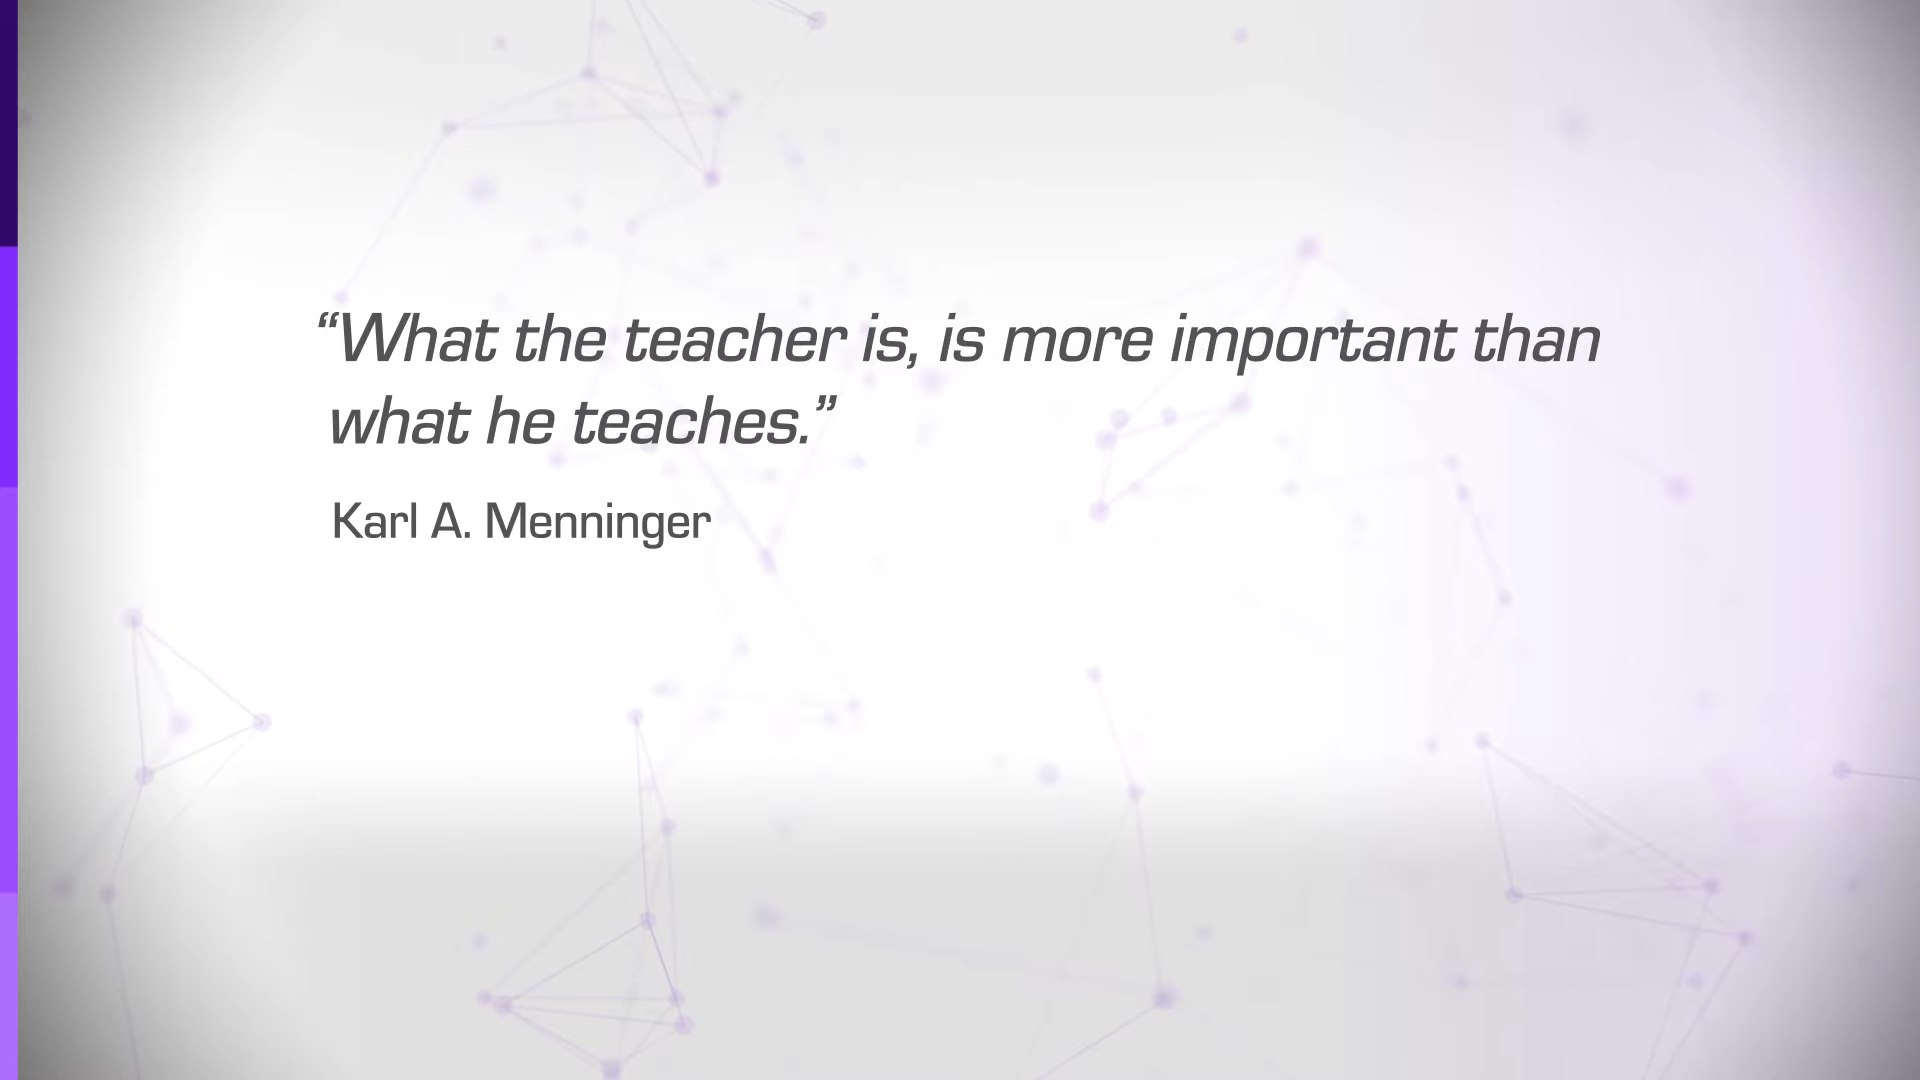 “What the teacher is, is more important than
what he teaches.”
Karl A. Menninger